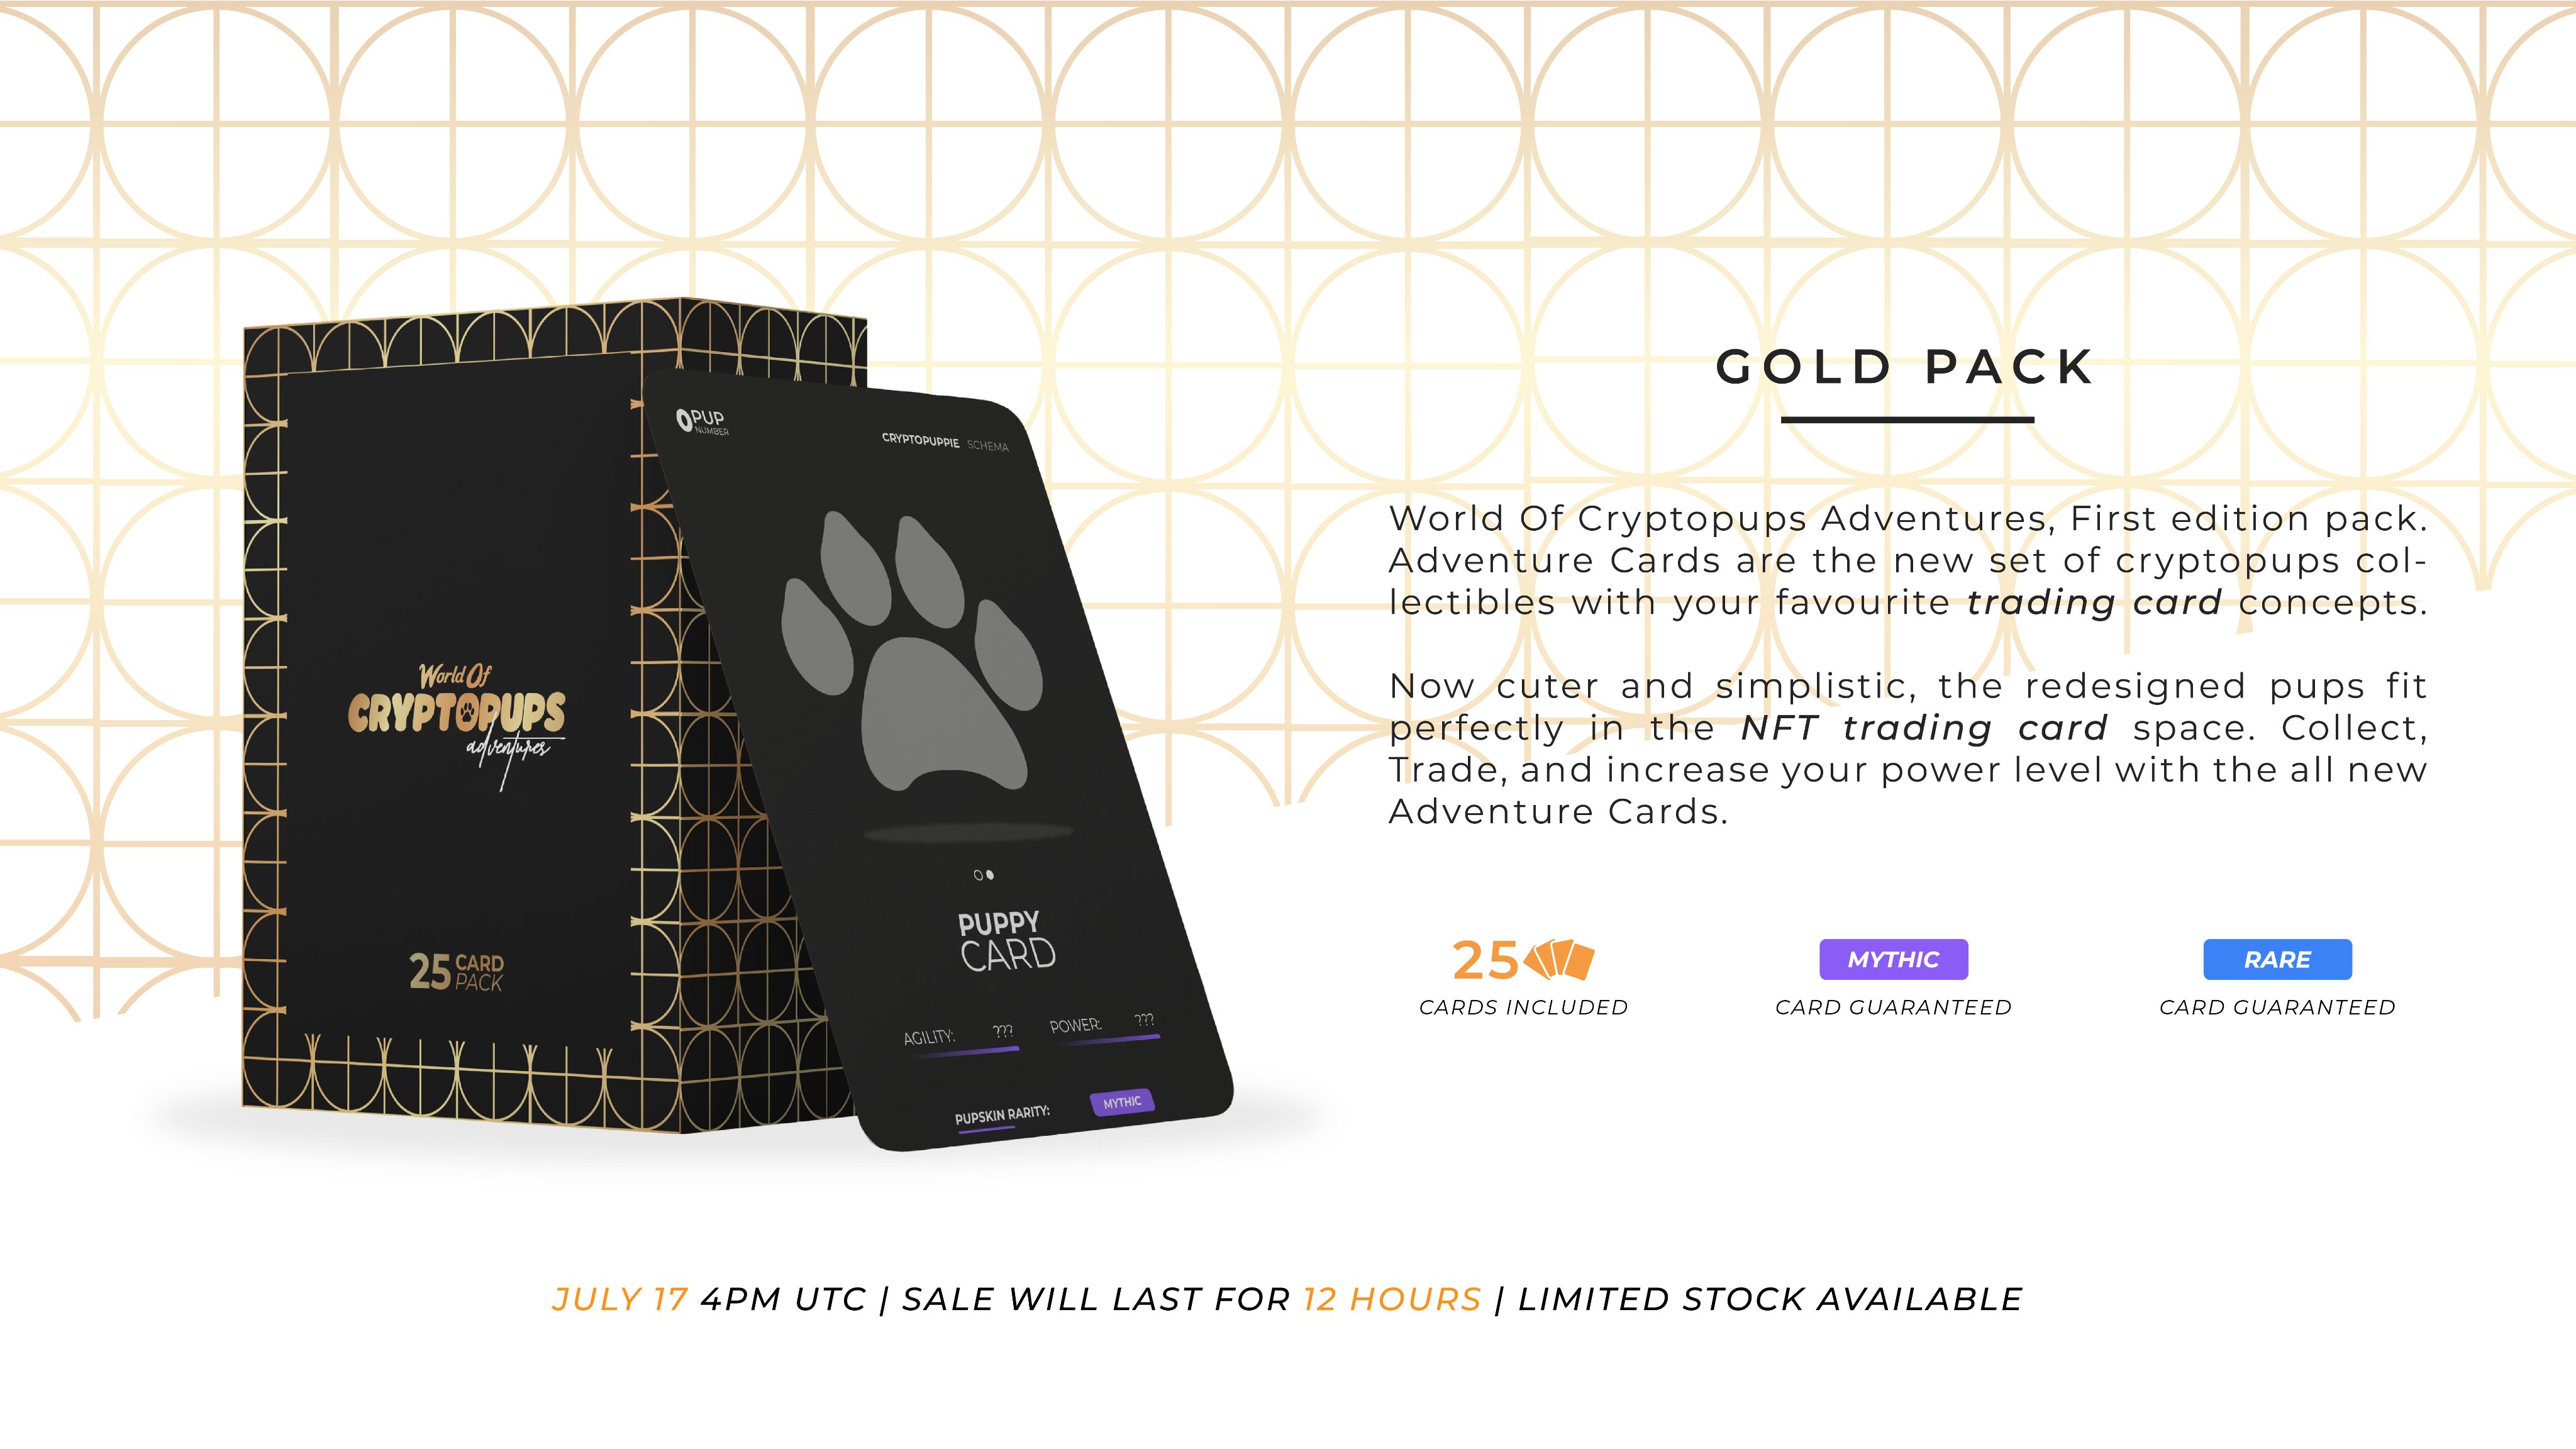 GOLD PACK
World Of Cryptopups Adventures, First edition pack.
Adventure Cards are the new set of cryptopups col-
lectibles with your favourite trading card concepts.
Now cuter and simplistic, the redesigned pups fit
perfectly in the NFT trading card space. Collect,
Trade, and increase your power level with the all new
Adventure Cards.
25
CARDS INCLUDED
MYTHIC
CARD GUARANTEED
RARE
CARD GUARANTEED
World Of
CRYPTOPUPS
adventures
25 CARD
PACK
0 PUP
NUMBER
CRYPTOPUPPIE SCHEMA
PUPPY
CARD
AGILITY: ??? POWER: ???
PUPSKIN RARITY: MYTHIC
JULY 17 4PM UTC | SALE WILL LAST FOR 12 HOURS | LIMITED STOCK AVAILABLE